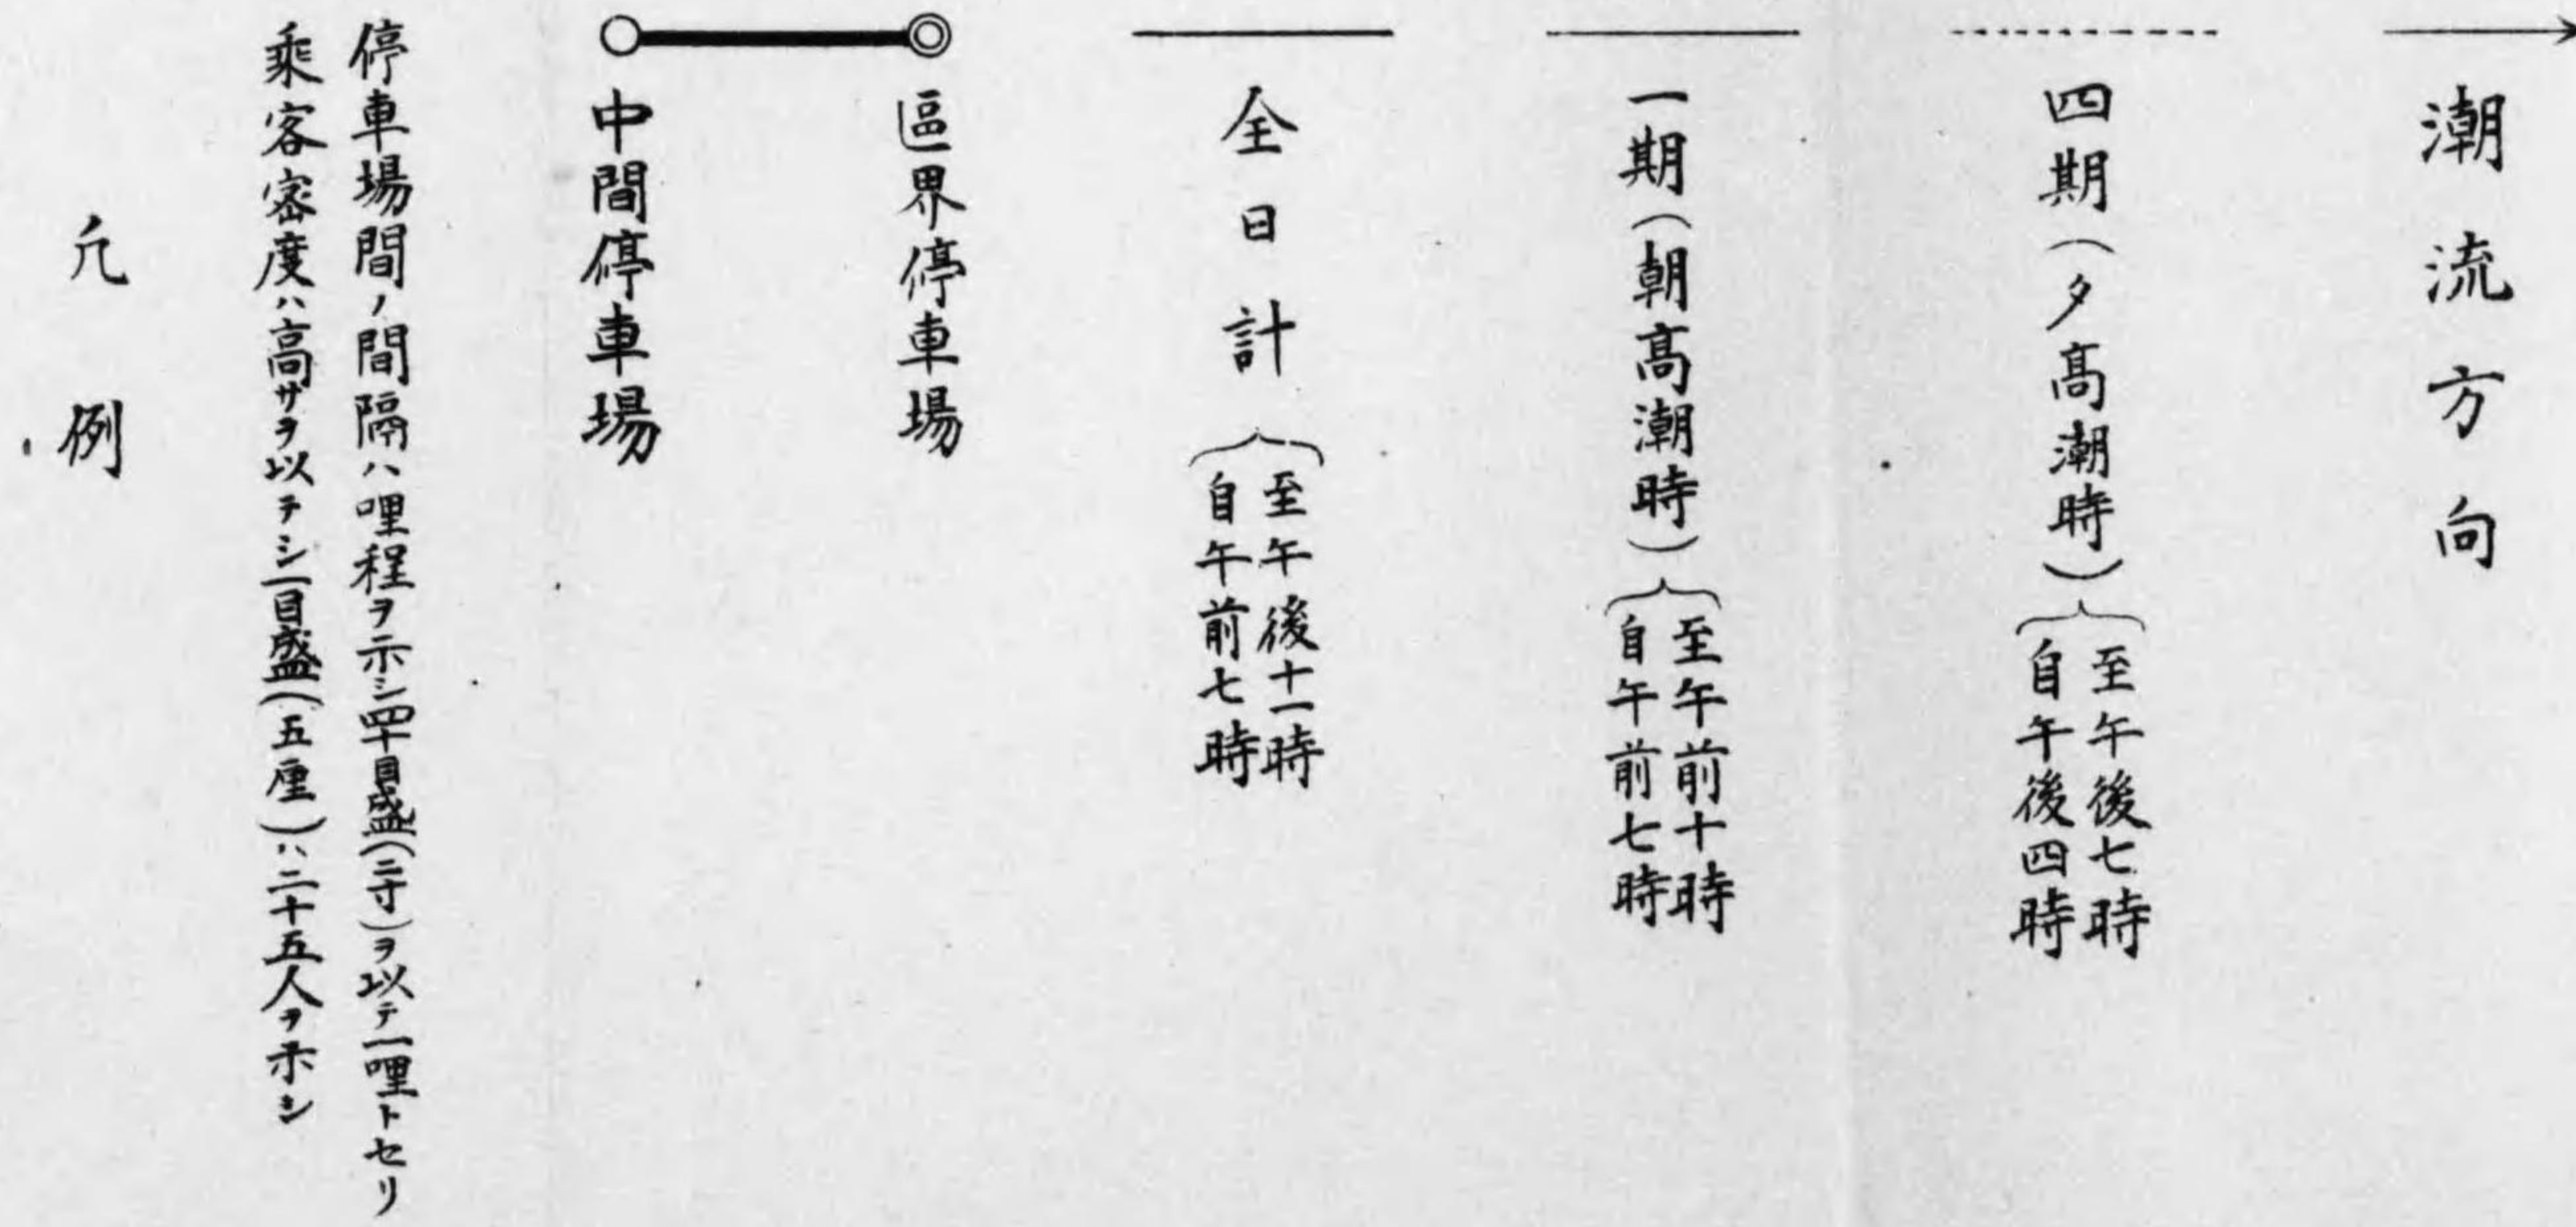 凡例
乘客密度ハ高サヲ以テシ一目盛(五厘)ハ二十五人ヲ示シ
停車場間ノ間隔ハ哩程ヲ示シ四十目盛(二寸)ヲ以テ一哩トセリ
中間停車場
區界停車場
全日計
自午前七時
至午後十一時
一期(朝高潮時)
自午前七時
至午前十時
四期(夕高潮時)
自午後四時
至午後七時
潮流方向